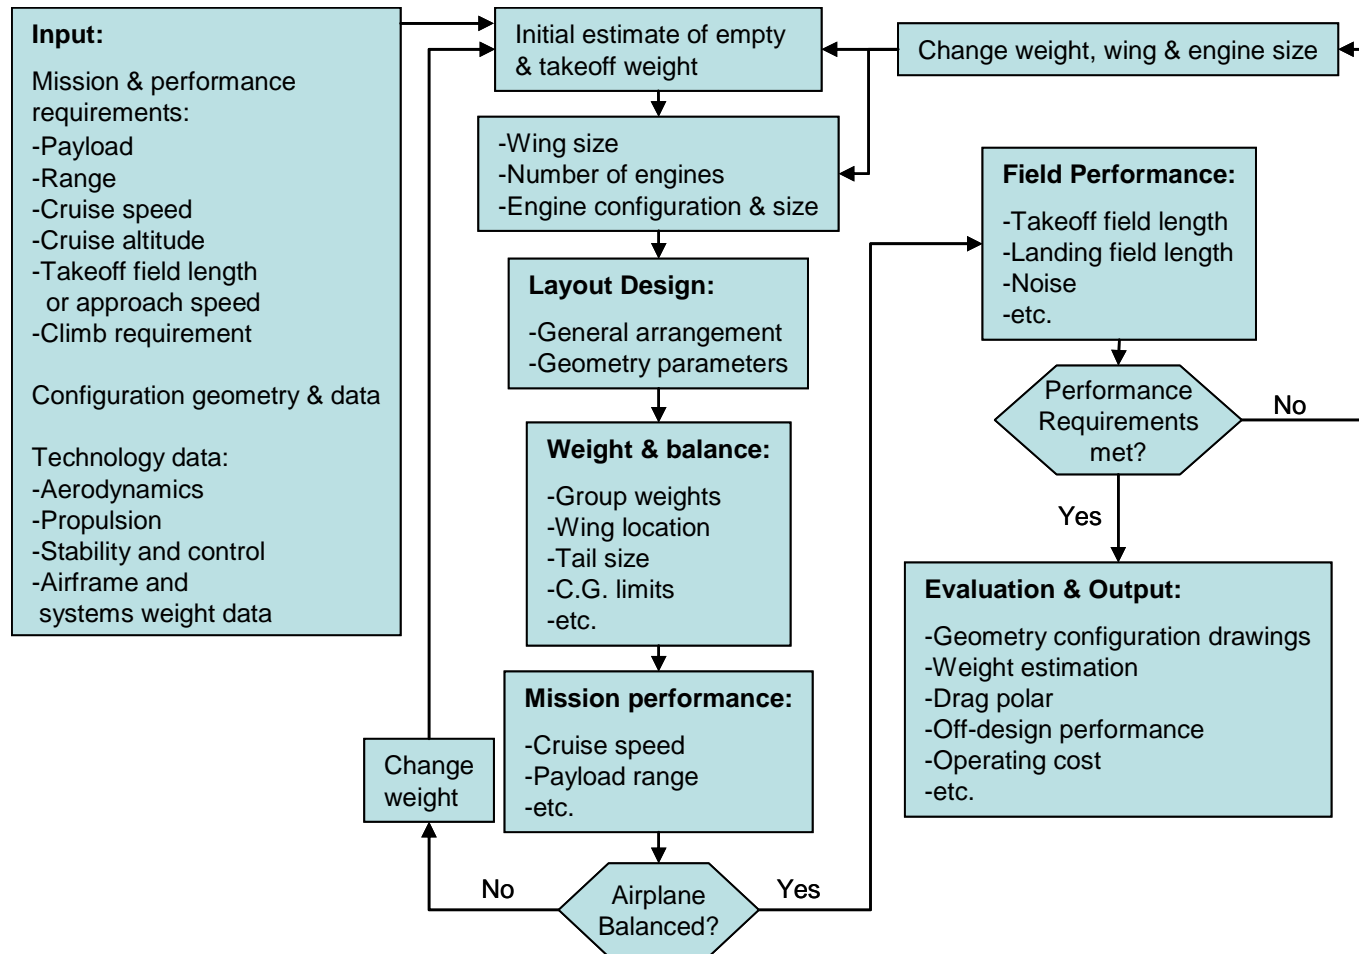 Input:
Mission & performance
requirements:
-Payload
-Range
-Cruise speed
-Cruise altitude
-Takeoff field length
or approach speed
-Climb requirement
Configuration geometry & data
Technology data:
-Aerodynamics
-Propulsion
-Stability and control
-Airframe and
systems weight data
Initial estimate of empty
& takeoff weight
-Wing size
-Number of engines
-Engine configuration & size
Layout Design:
-General arrangement
-Geometry parameters
Weight & balance:
-Group weights
-Wing location
-Tail size
-C.G. limits
-etc.
Mission performance:
-Cruise speed
-Payload range
-etc.
Change
weight
No
Airplane
Balanced?
Yes
Change weight, wing & engine size
Field Performance:
-Takeoff field length
-Landing field length
-Noise
-etc.
Performance
Requirements
met?
No
Yes
Evaluation & Output:
-Geometry configuration drawings
-Weight estimation
-Drag polar
-Off-design performance
-Operating cost
-etc.